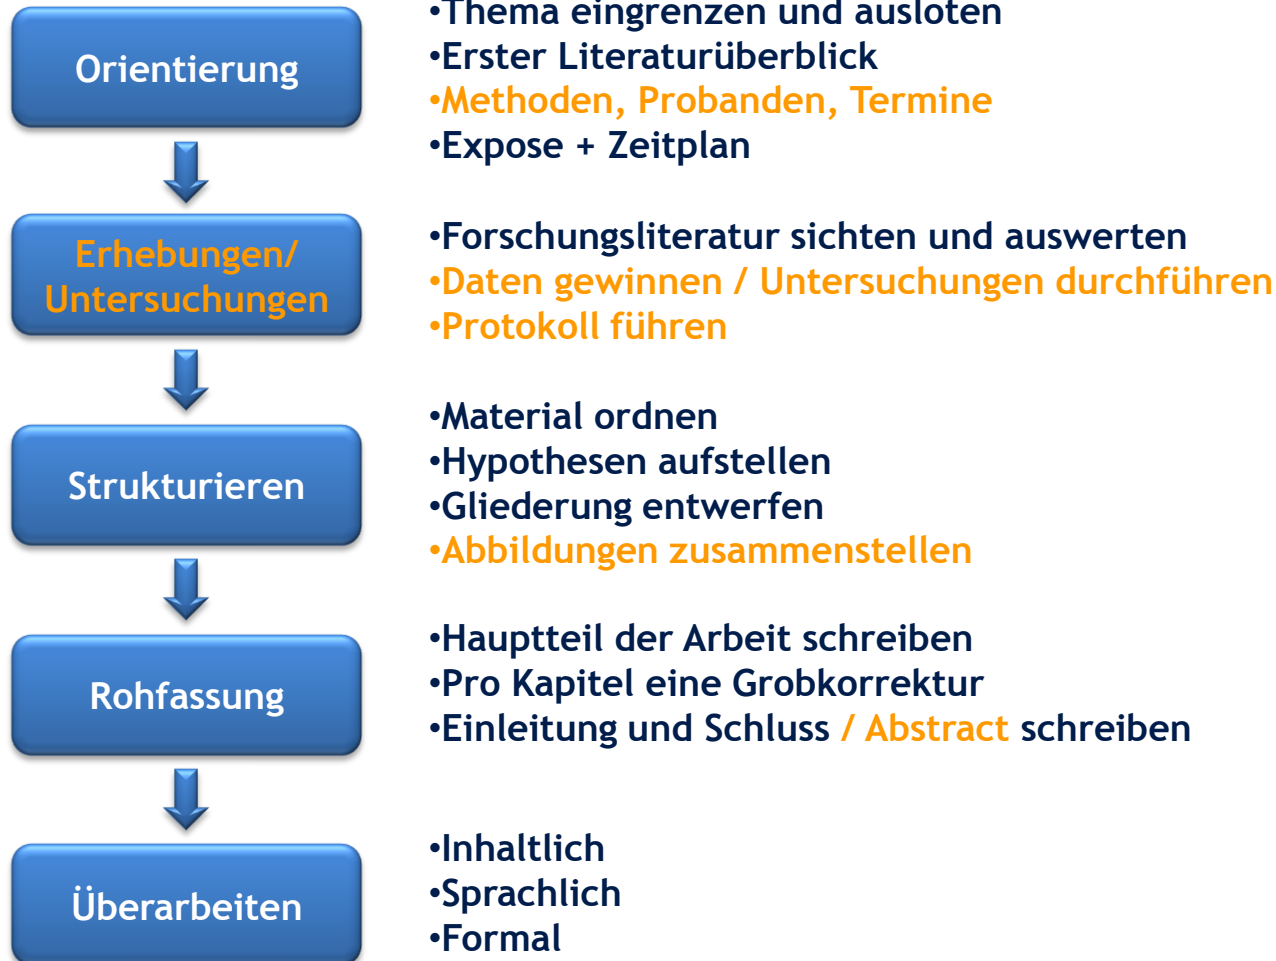 Orientierung
•Thema eingrenzen und ausloten
•Erster Literaturüberblick
•Methoden, Probanden, Termine
•Expose + Zeitplan
Erhebungen/
Untersuchungen
•Forschungsliteratur sichten und auswerten
•Daten gewinnen / Untersuchungen durchführen
•Protokoll führen
Strukturieren
•Material ordnen
•Hypothesen aufstellen
•Gliederung entwerfen
•Abbildungen zusammenstellen
Rohfassung
•Hauptteil der Arbeit schreiben
•Pro Kapitel eine Grobkorrektur
•Einleitung und Schluss / Abstract schreiben
Überarbeiten
•Inhaltlich
•Sprachlich
•Formal